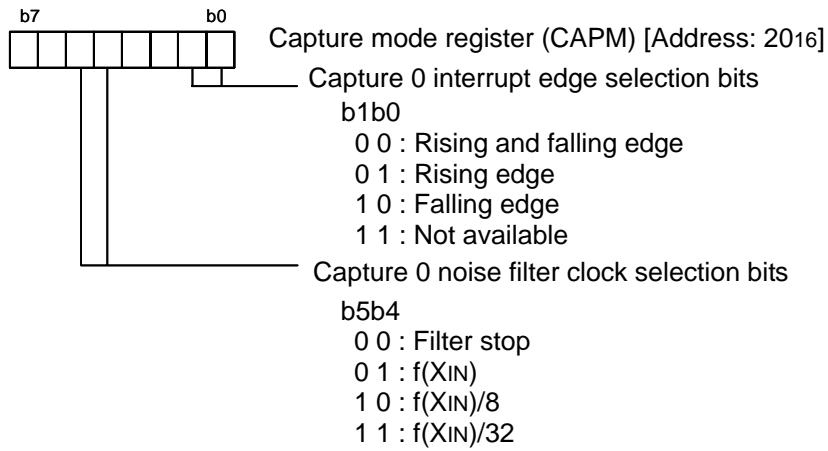 b7 b0
Capture mode register (CAPM) [Address: 2016]
Capture 0 interrupt edge selection bits
b1b0
0 0 : Rising and falling edge
0 1 : Rising edge
1 0 : Falling edge
1 1 : Not available
Capture 0 noise filter clock selection bits
b5b4
0 0 : Filter stop
0 1 : f(XIN)
1 0 : f(XIN)/8
1 1 : f(XIN)/32